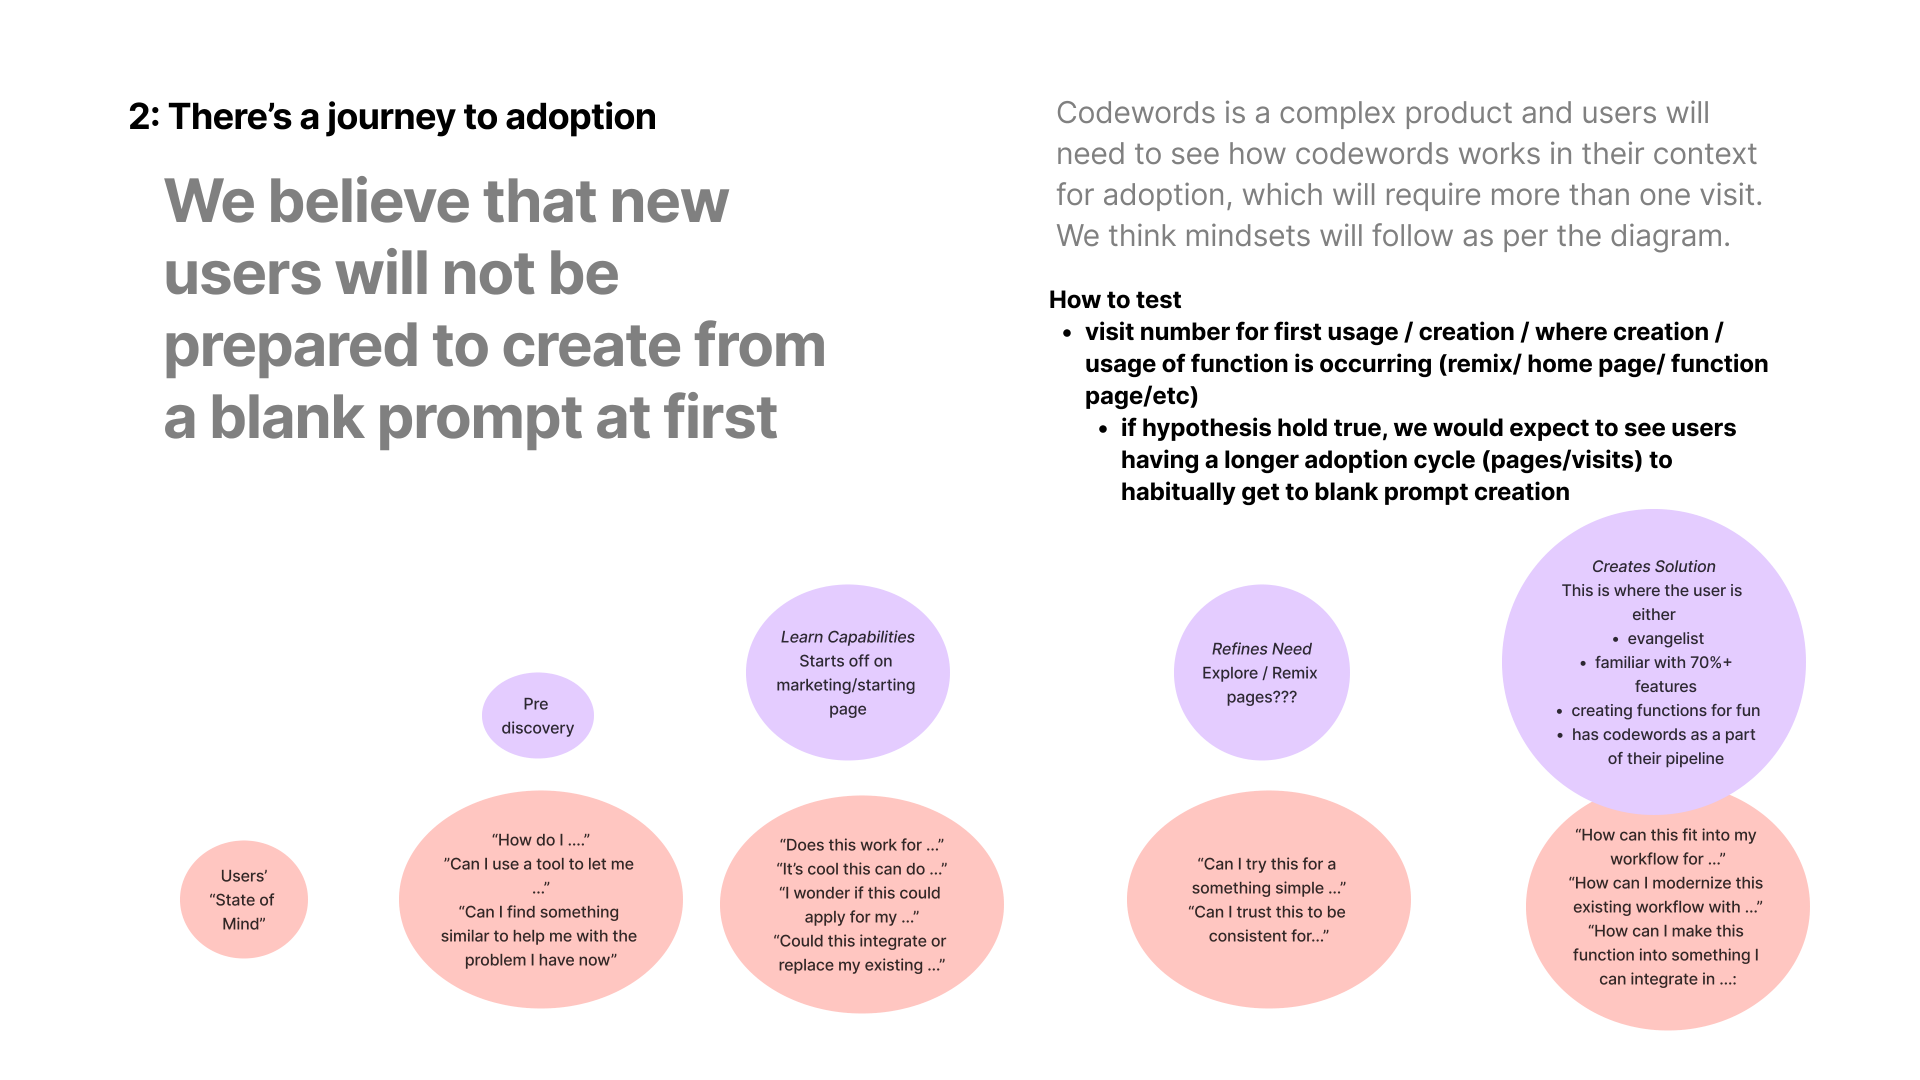 2: There’s a journey to adoption
We believe that new
users will not be
prepared to create from
a blank prompt at first
Codewords is a complex product and users will
need to see how codewords works in their context
for adoption, which will require more than one visit.
We think mindsets will follow as per the diagram.
How to test
• visit number for first usage / creation / where creation /
usage of function is occurring (remix/ home page/ function
page/etc)
• if hypothesis hold true, we would expect to see users
having a longer adoption cycle (pages/visits) to
habitually get to blank prompt creation
Pre
discovery
Learn Capabilities
Starts off on
marketing/starting
page
Refines Need
Explore / Remix
pages???
Creates Solution
This is where the user is
either
• evangelist
• familiar with 70%+
features
• creating functions for fun
• has codewords as a part
of their pipeline
Users’
“State of
Mind”
“How do I ....”
”Can I use a tool to let me
...”
“Can I find something
similar to help me with the
problem I have now”
“Does this work for ...”
“It’s cool this can do ...”
“I wonder if this could
apply for my ...”
“Could this integrate or
replace my existing ...”
“Can I try this for a
something simple ...”
“Can I trust this to be
consistent for...”
“How can this fit into my
workflow for ...”
“How can I modernize this
existing workflow with ...”
“How can I make this
function into something I
can integrate in ...: